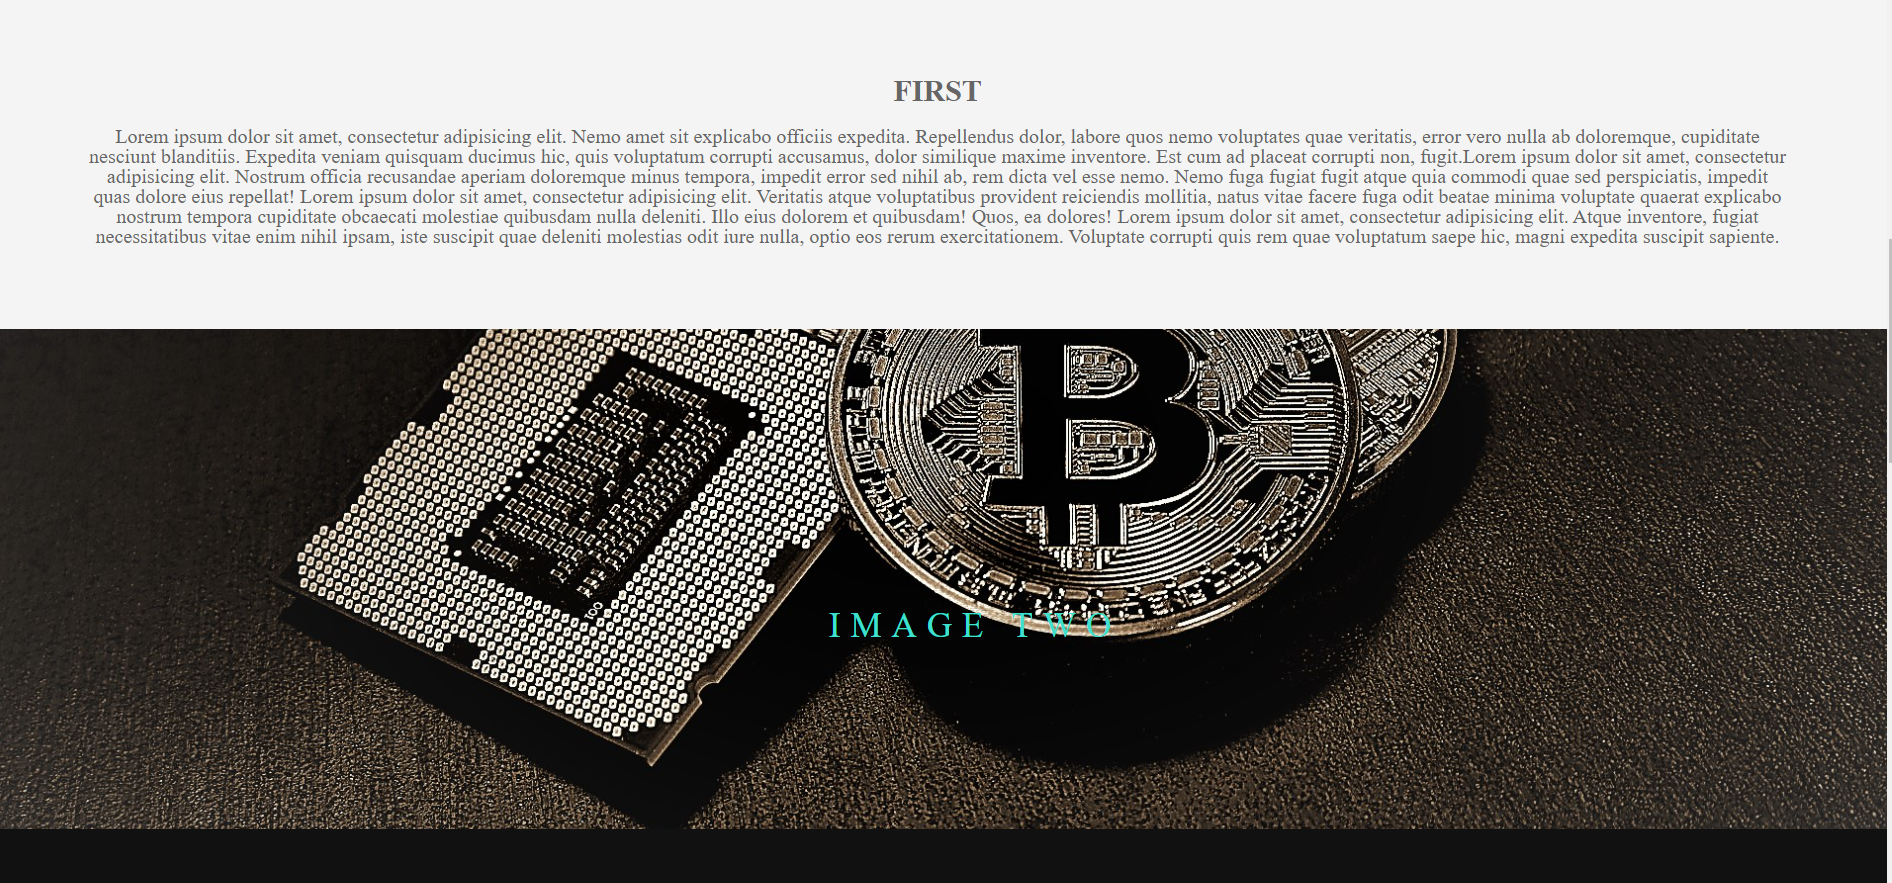 FIRST
Lorem ipsum dolor sit amet, consectetur adipisicing elit. Nemo amet sit explicabo officiis expedita. Repellendus dolor, labore quos nemo voluptates quae veritatis, error vero nulla ab doloremque, cupiditate
nesciunt blanditiis. Expedita veniam quisquam ducimus hic, quis voluptatum corrupti accusamus, dolor similique maxime inventore. Est cum ad placeat corrupti non, fugit.Lorem ipsum dolor sit amet, consectetur
adipisicing elit. Nostrum officia recusandae aperiam doloremque minus tempora, impedit error sed nihil ab, rem dicta vel esse nemo. Nemo fuga fugiat fugit atque quia commodi quae sed perspiciatis, impedit
quas dolore eius repellat! Lorem ipsum dolor sit amet, consectetur adipisicing elit. Veritatis atque voluptatibus provident reiciendis mollitia, natus vitae facere fuga odit beatae minima voluptate quaerat explicabo
nostrum tempora cupiditate obcaecati molestiae quibusdam nulla deleniti. Illo eius dolorem et quibusdam! Quos, ea dolores! Lorem ipsum dolor sit amet, consectetur adipisicing elit. Atque inventore, fugiat
necessitatibus vitae enim nihil ipsam, iste suscipit quae deleniti molestias odit iure nulla, optio eos rerum exercitationem. Voluptate corrupti quis rem quae voluptatum saepe hic, magni expedita suscipit sapiente.
IMAGE TWO